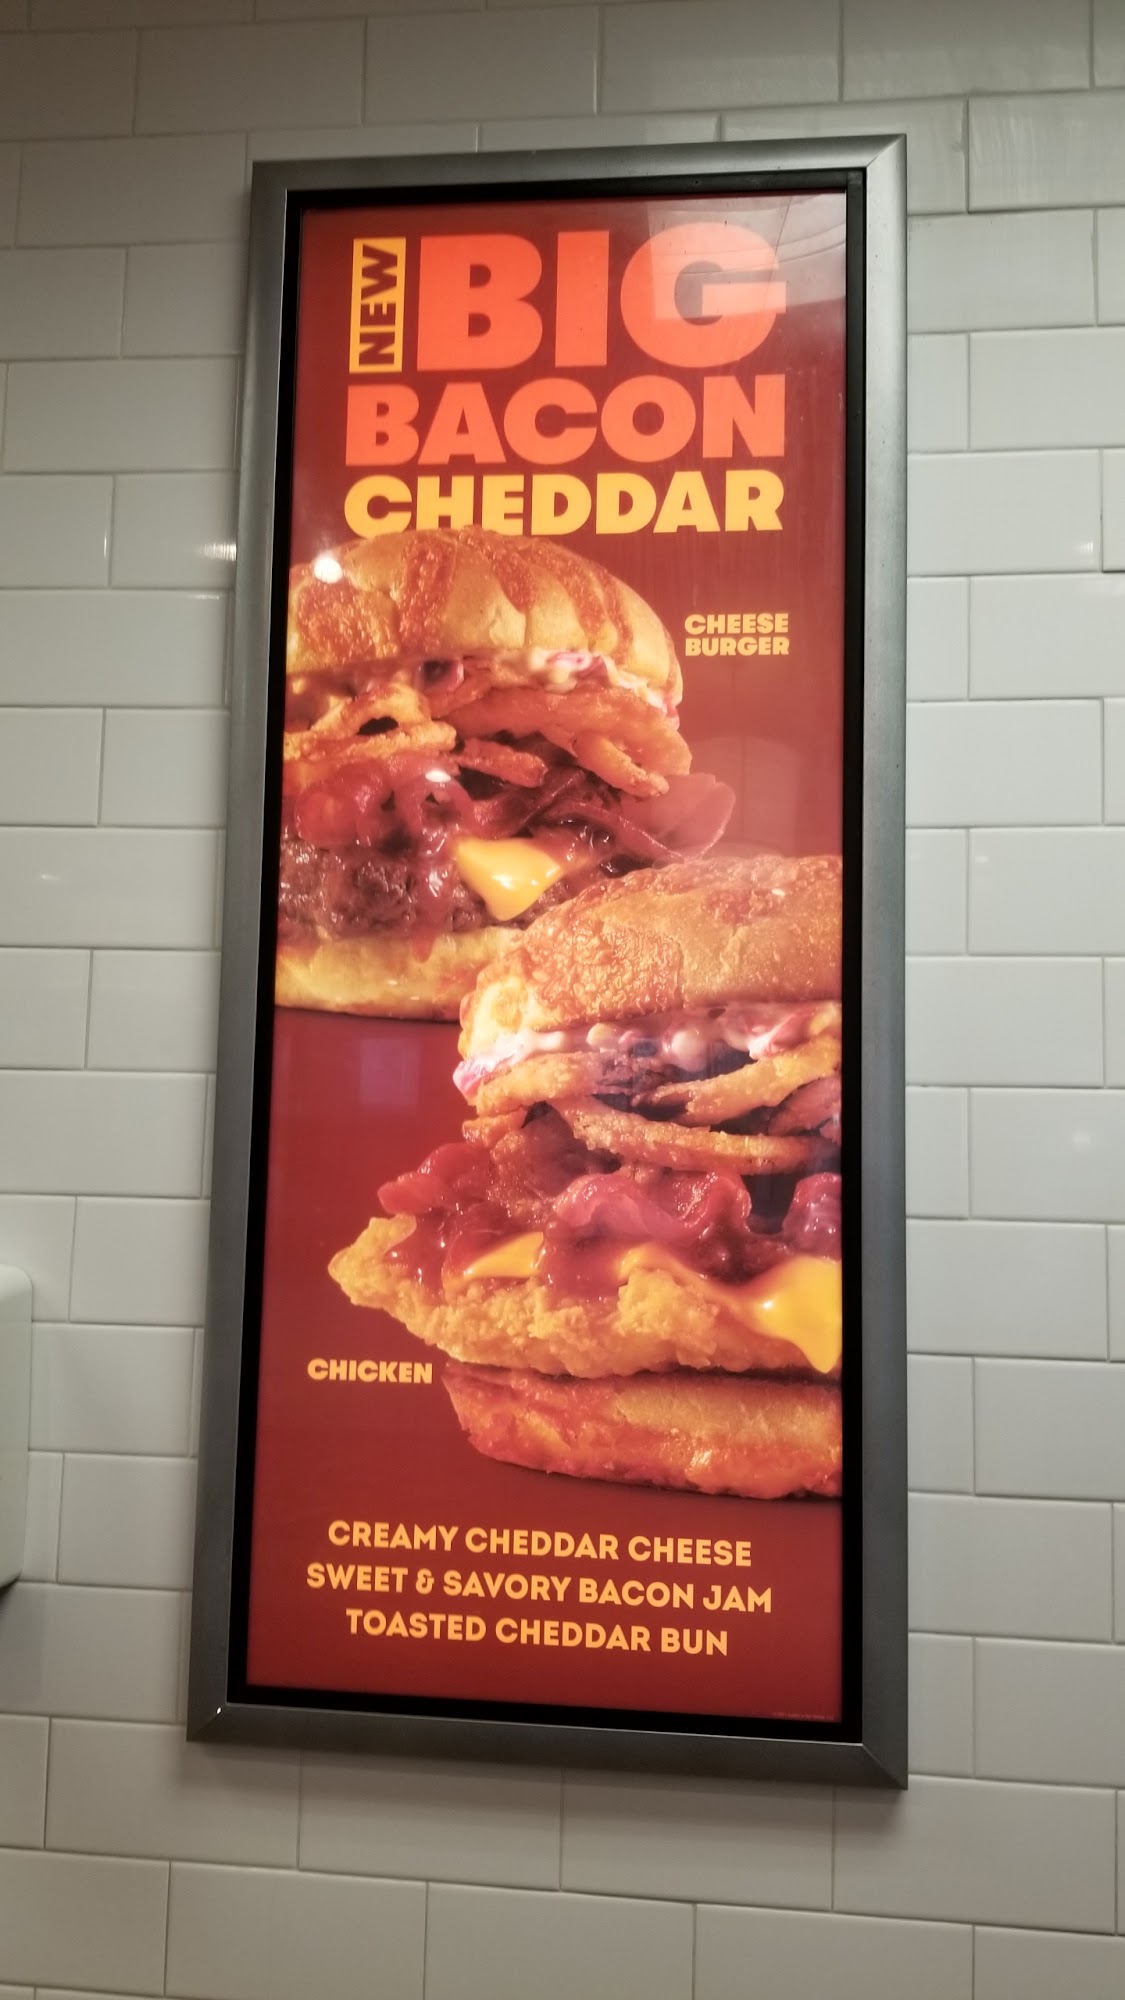 NEW
BIG
BACON
CHEDDAR
CHEESE
BURGER
CHICKEN
CREAMY CHEDDAR CHEESE
SWEET & SAVORY BACON JAM
TOASTED CHEDDAR BUN